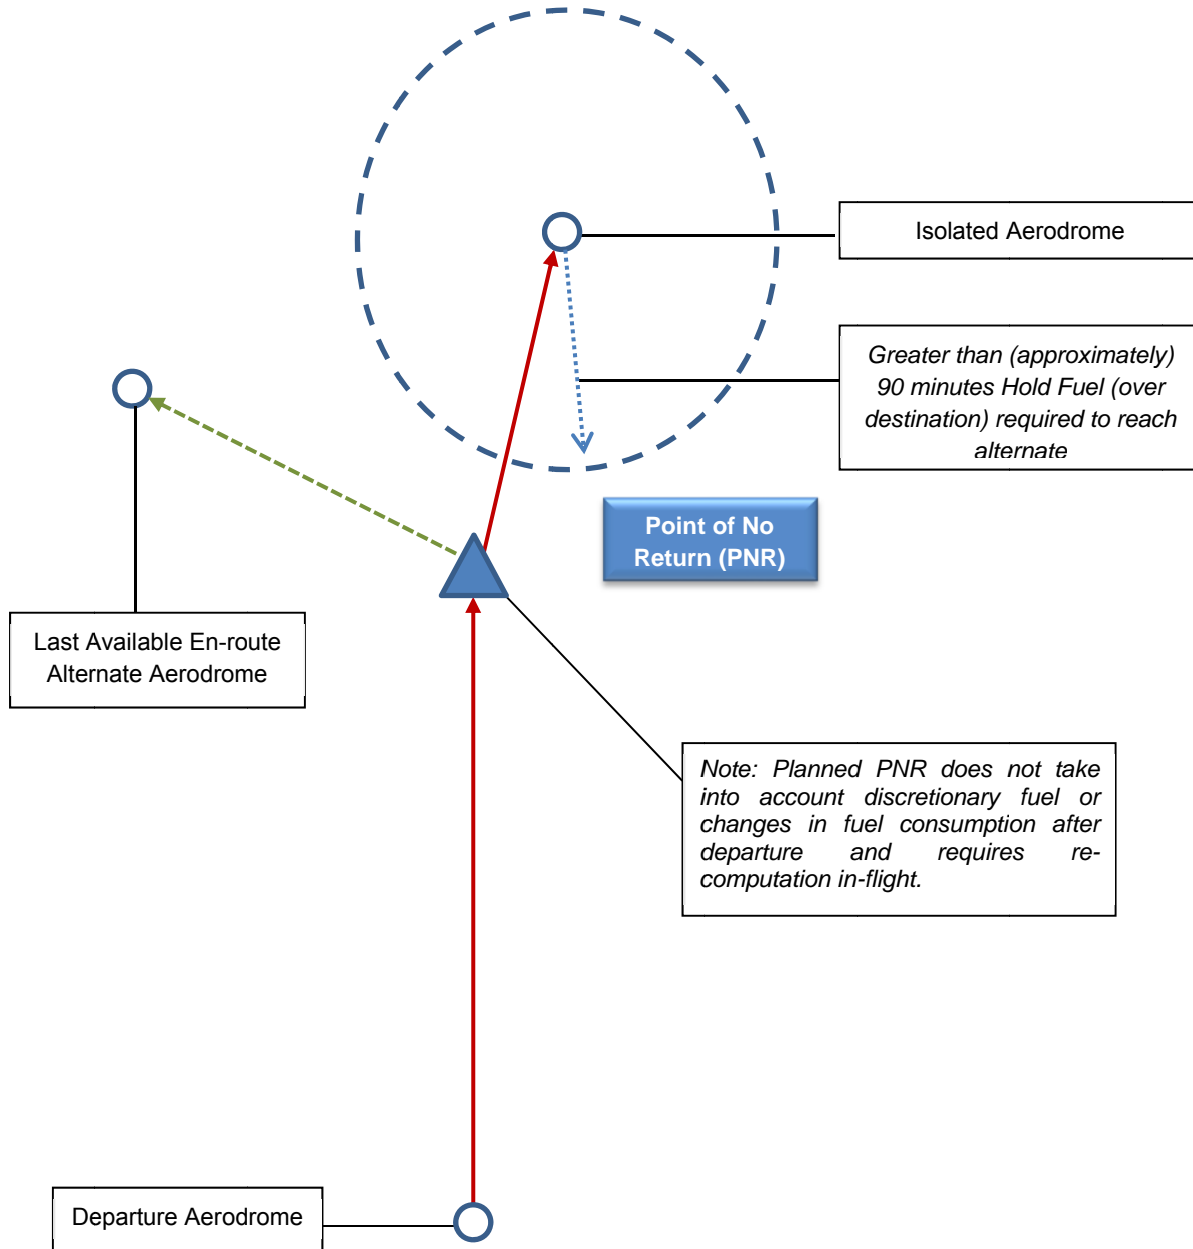 Isolated Aerodrome
Greater than (approximately)
90 minutes Hold Fuel (over
destination) required to reach
alternate
Point of No
Return (PNR)
Last Available En-route
Alternate Aerodrome
Note: Planned PNR does not take
into account discretionary fuel or
changes in fuel consumption after
departure and requires re-
computation in-flight.
Departure Aerodrome